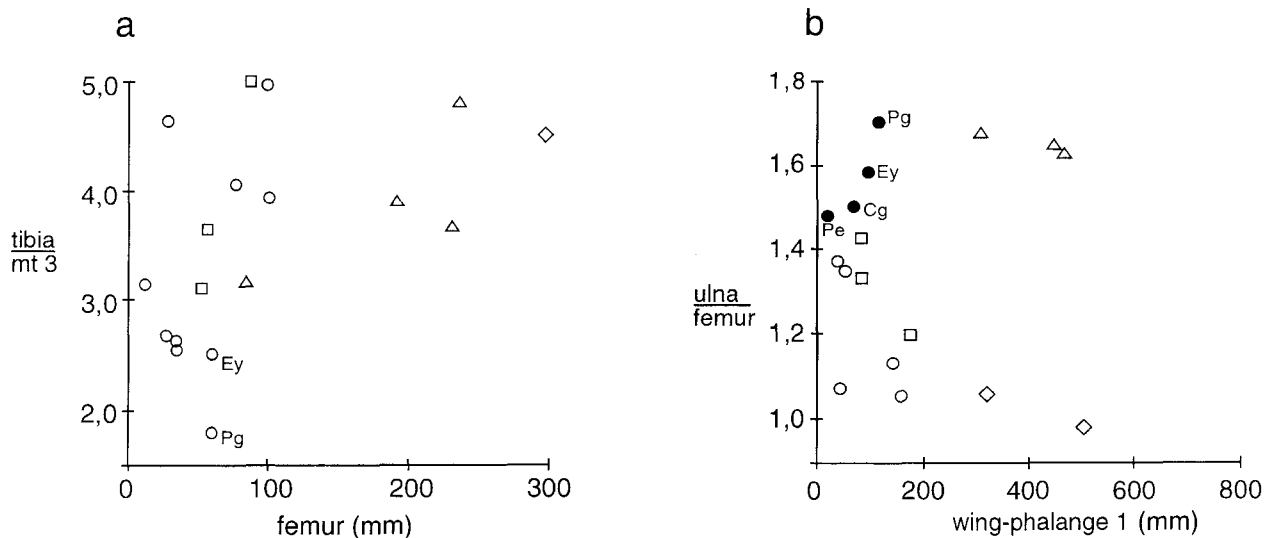 a
5,0
4,0
tibia
mt 3
3,0
Ey
2,0
Pg
0 100 200 300
femur (mm)
b
1,8
Pg
1,6
Ey
Cg
Pe
1,4
ulna
femur
1,2
1,0
0 200 400 600 800
wing-phalange 1 (mm)